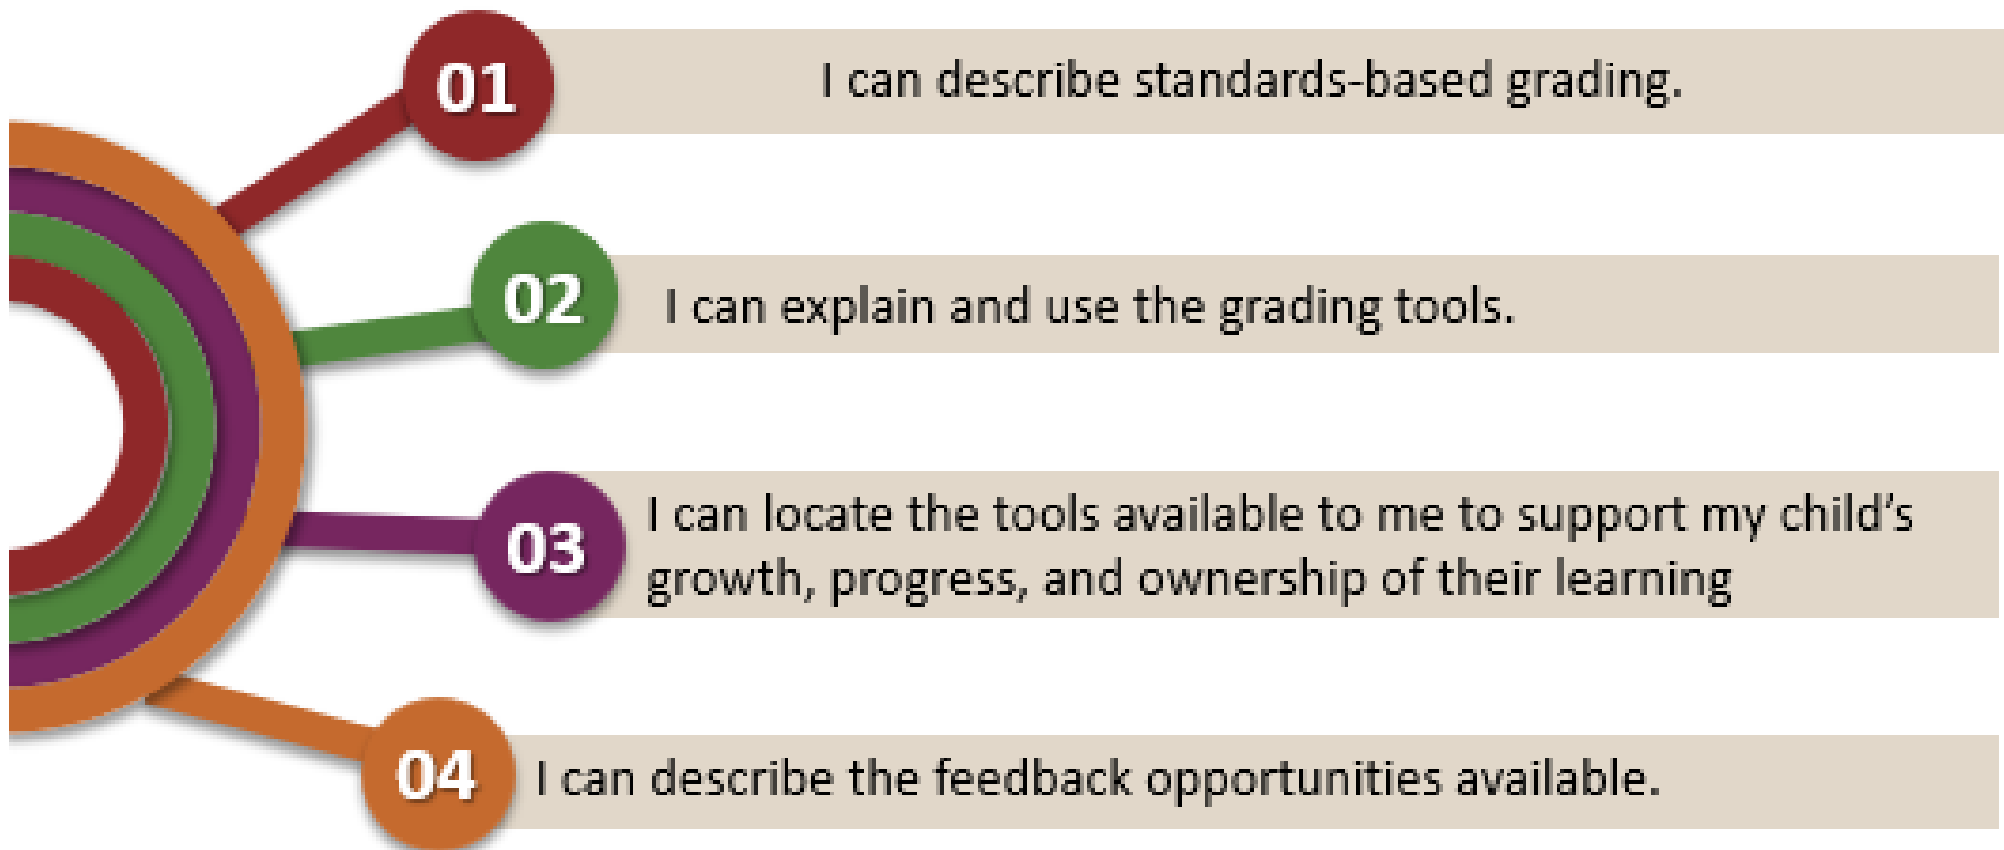 01
I can describe standards-based grading.
02
I can explain and use the grading tools.
03
I can locate the tools available to me to support my child’s
growth, progress, and ownership of their learning
04
I can describe the feedback opportunities available.